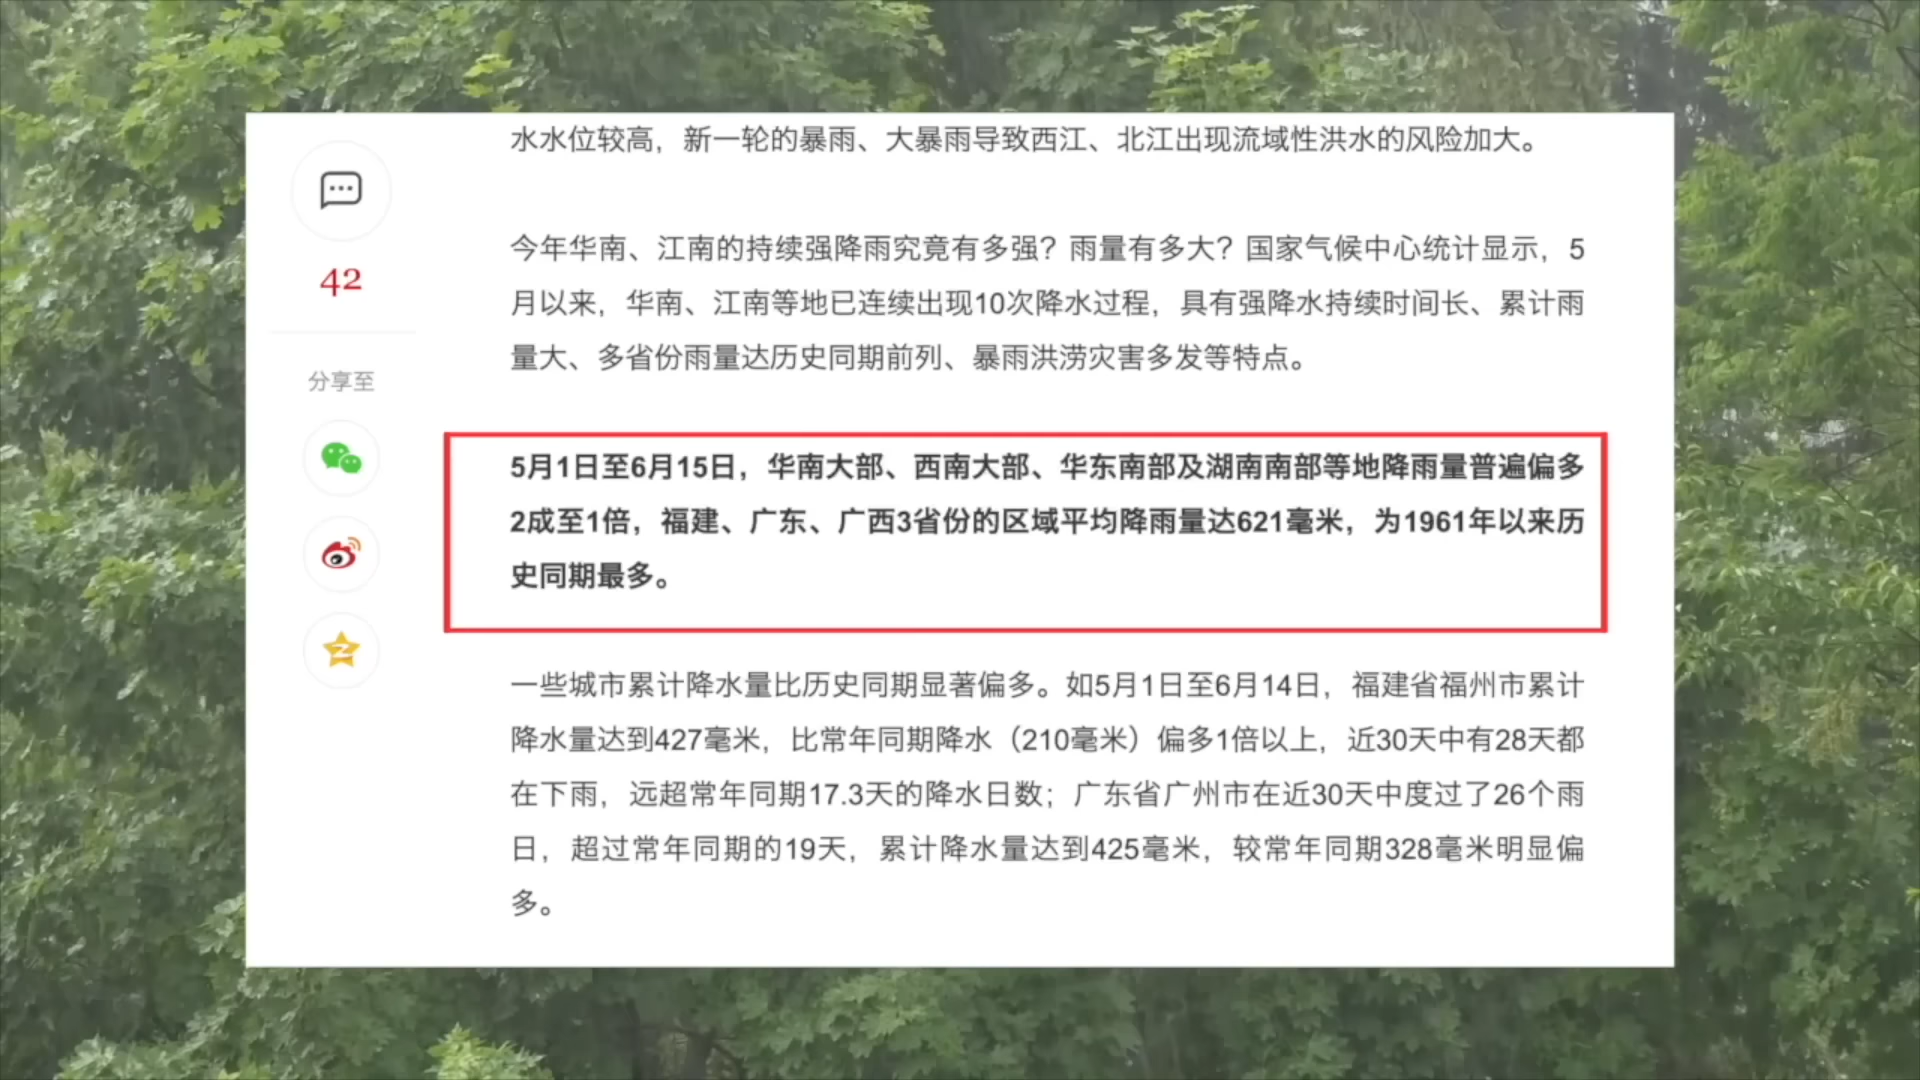 水水位较高，新一轮的暴雨、大暴雨导致西江、北江出现流域性洪水的风险加大。
42
今年华南、江南的持续强降雨究竟有多强？雨量有多大？国家气候中心统计显示，5
月以来，华南、江南等地已连续出现10次降水过程，具有强降水持续时间长、累计雨
量大、多省份雨量达历史同期前列、暴雨洪涝灾害多发等特点。
分享至
5月1日至6月15日，华南大部、西南大部、华东南部及湖南南部等地降雨量普遍偏多
2成至1倍，福建、广东、广西3省份的区域平均降雨量达621毫米，为1961年以来历
史同期最多。
一些城市累计降水量比历史同期显著偏多。如5月1日至6月14日，福建省福州市累计
降水量达到427毫米，比常年同期降水（210毫米）偏多1倍以上，近30天中有28天都
在下雨，远超常年同期17.3天的降水日数；广东省广州市在近30天中度过了26个雨
日，超过常年同期的19天，累计降水量达到425毫米，较常年同期328毫米明显偏
多。